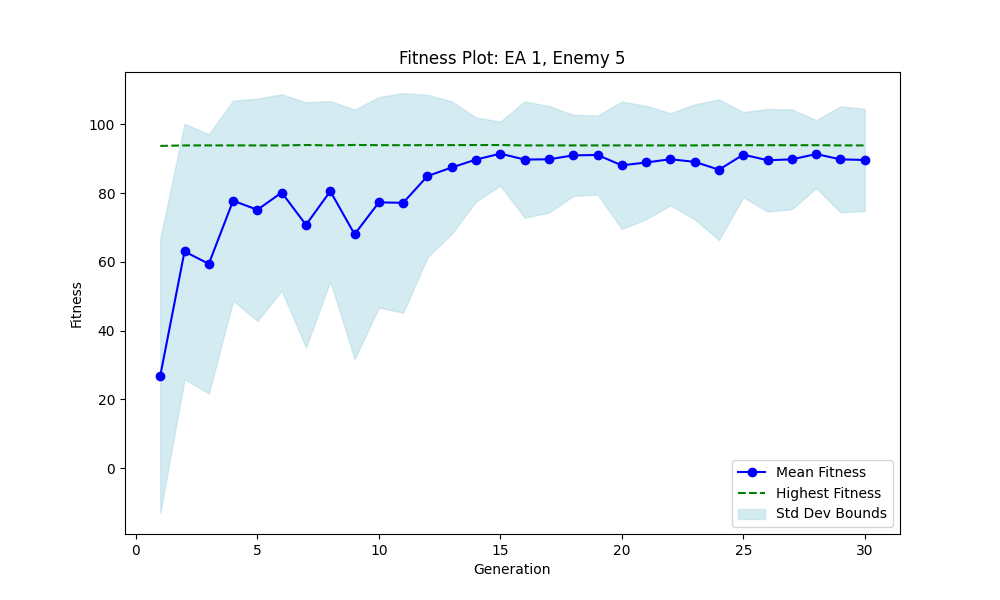 Fitness Plot: EA 1, Enemy 5
Fitness
100
80
60
40
20
0
Mean Fitness
Highest Fitness
Std Dev Bounds
0 5 10 15 20 25 30
Generation